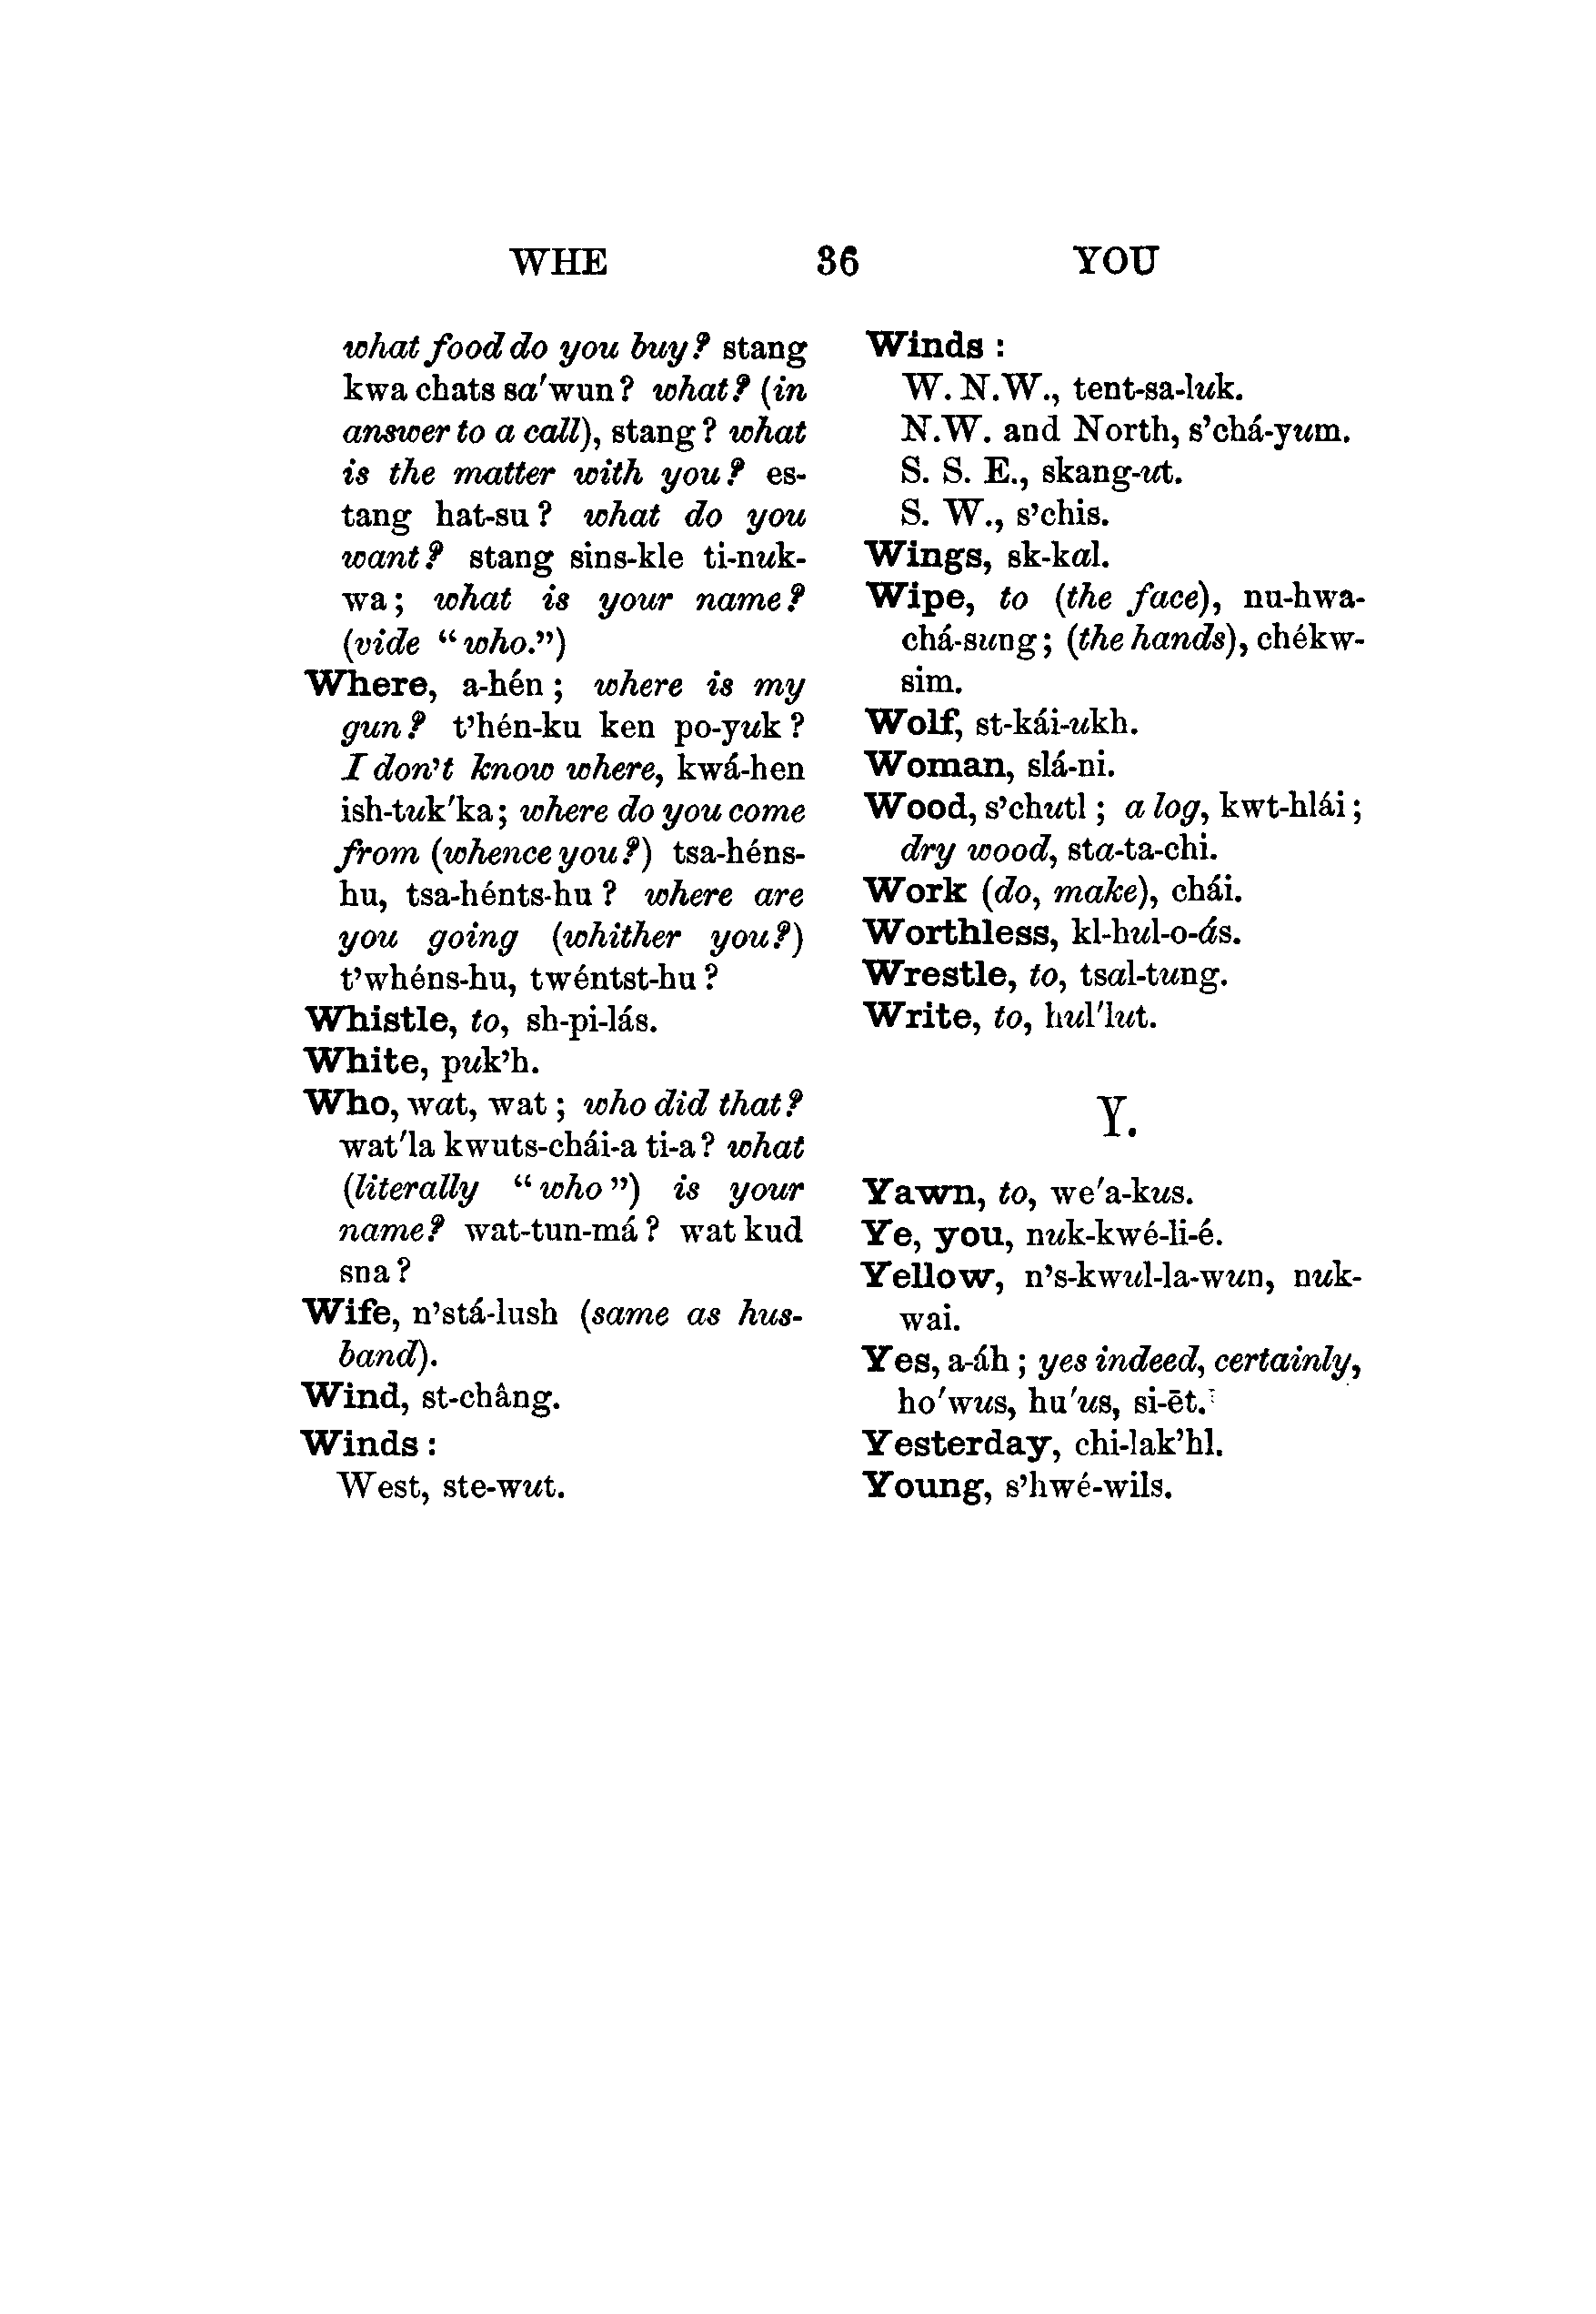 WHE 36 YOU
what food do you buy? stang
kwa chats sa'wun? what? (in
answer to a call), stang? what
is the matter with you? es-
tang hat-su? what do you
want? stang sins-kle ti-nuk-
wa; what is your name?
(vide “who.”)
Where, a-hén; where is my
gun? t’hén-ku ken po-yuk?
I don’t know where, kwá-hen
ish-tuk'ka; where do you come
from (whence you?) tsa-héns-
hu, tsa-hénts-hu? where are
you going (whither you?)
t’whéns-hu, twéntst-hu?
Whistle, to, sh-pi-lás.
White, puk’h.
Who, wat, wat; who did that?
wat'la kwuts-chái-a ti-a? what
(literally “who”) is your
name? wat-tun-má? wat kud
sna?
Wife, n’stá-lush (same as hus-
band).
Wind, st-châng.
Winds:
West, ste-wut.
Winds:
W. N.W., tent-sa-luk.
N.W. and North, s’chá-yum.
S. S. E., skang-ut.
S. W., s’chis.
Wings, sk-kal.
Wipe, to (the face), nu-hwa-
chá-sung; (the hands), chékw-
sim.
Wolf, st-kái-ukh.
Woman, slá-ni.
Wood, s’chutl; a log, kwt-hlái;
dry wood, sta-ta-chi.
Work (do, make), chái.
Worthless, kl-hul-o-ás.
Wrestle, to, tsal-tung.
Write, to, hul'lut.
Y.
Yawn, to, we'a-kus.
Ye, you, nuk-kwé-li-é.
Yellow, n’s-kwul-la-wun, nuk-
wai.
Yes, a-áh; yes indeed, certainly,
ho'wus, hu'us, si-ēt.
Yesterday, chi-lak’hl.
Young, s’hwé-wils.